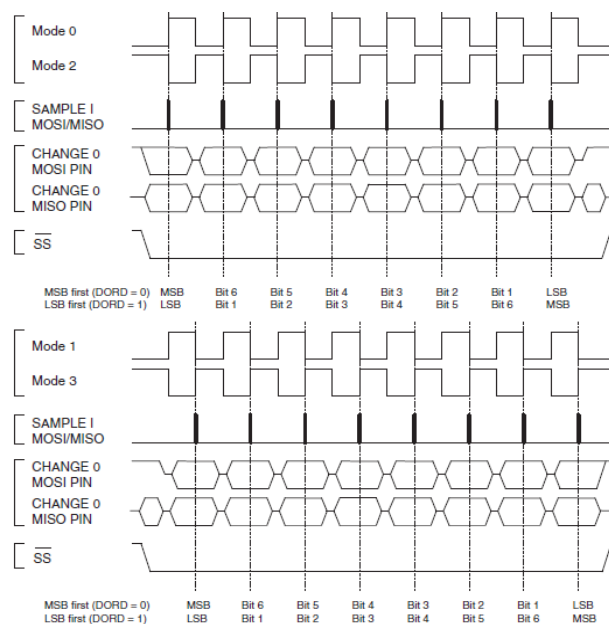 Mode 0
Mode 2
SAMPLE I
MOSI/MISO
CHANGE 0
MOSI PIN
CHANGE 0
MISO PIN
SS
MSB first (DORD = 0) MSB Bit 6 Bit 5 Bit 4 Bit 3 Bit 2 Bit 1 LSB
LSB first (DORD = 1) LSB Bit 1 Bit 2 Bit 3 Bit 4 Bit 5 Bit 6 MSB
Mode 1
Mode 3
SAMPLE I
MOSI/MISO
CHANGE 0
MOSI PIN
CHANGE 0
MISO PIN
SS
MSB first (DORD = 0) MSB Bit 6 Bit 5 Bit 4 Bit 3 Bit 2 Bit 1 LSB
LSB first (DORD = 1) LSB Bit 1 Bit 2 Bit 3 Bit 4 Bit 5 Bit 6 MSB